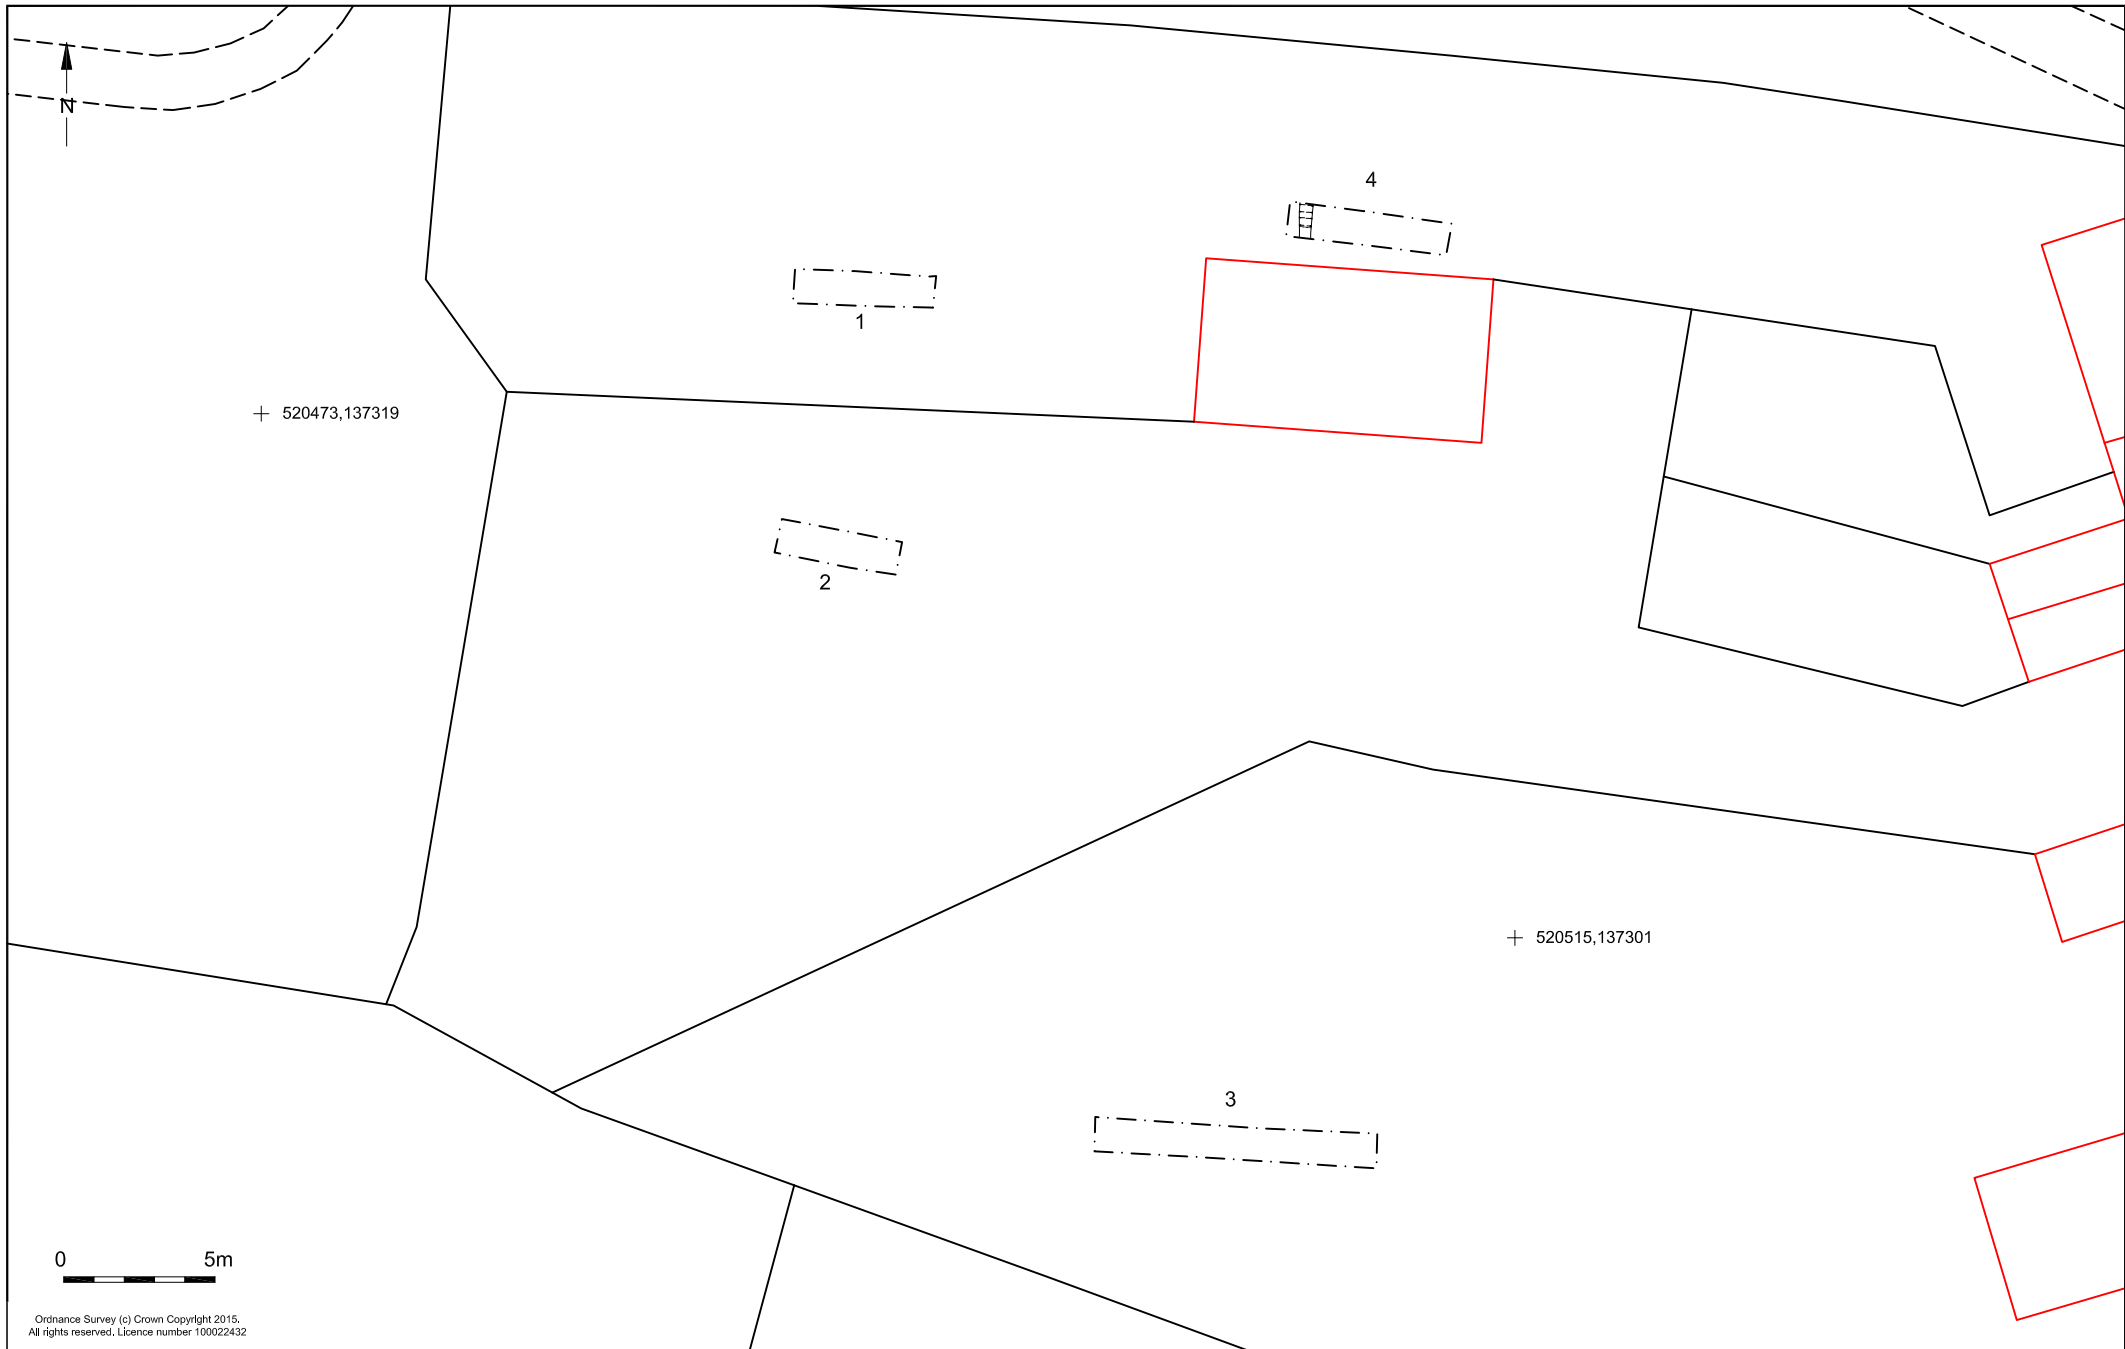 N
4
1
520473,137319
2
520515,137301
3
0 5m
Ordnance Survey (c) Crown Copyright 2015.
All rights reserved. Licence number 100022432